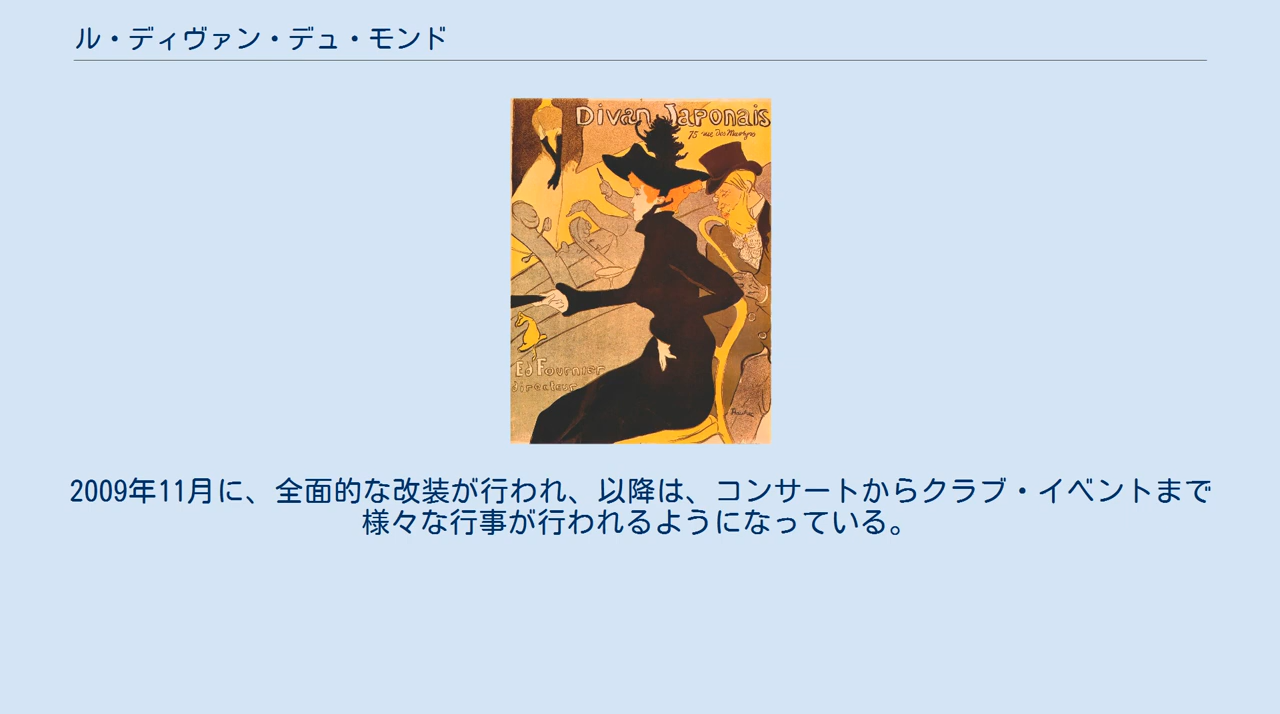 ル・ディヴァン・デュ・モンド
Divan Japonais
75 rue des Martyrs
Ed Fournier
directeur
2009年11月に、全面的な改装が行われ、以降は、コンサートからクラブ・イベントまで
様々な行事が行われるようになっている。